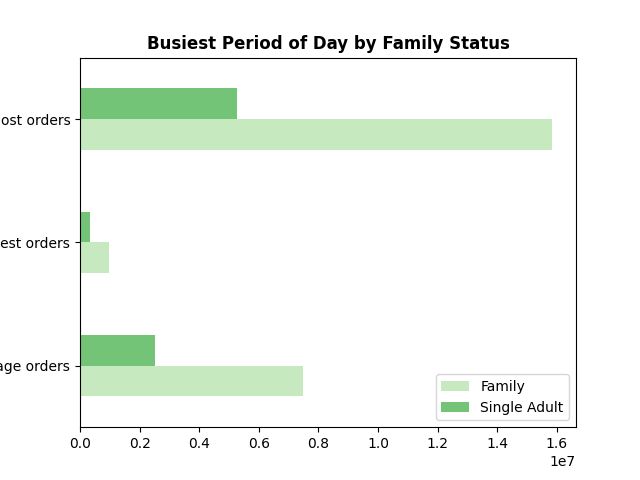 Busiest Period of Day by Family Status
ost orders
est orders
age orders
Family
Single Adult
0.0 0.2 0.4 0.6 0.8 1.0 1.2 1.4 1.6
1e7